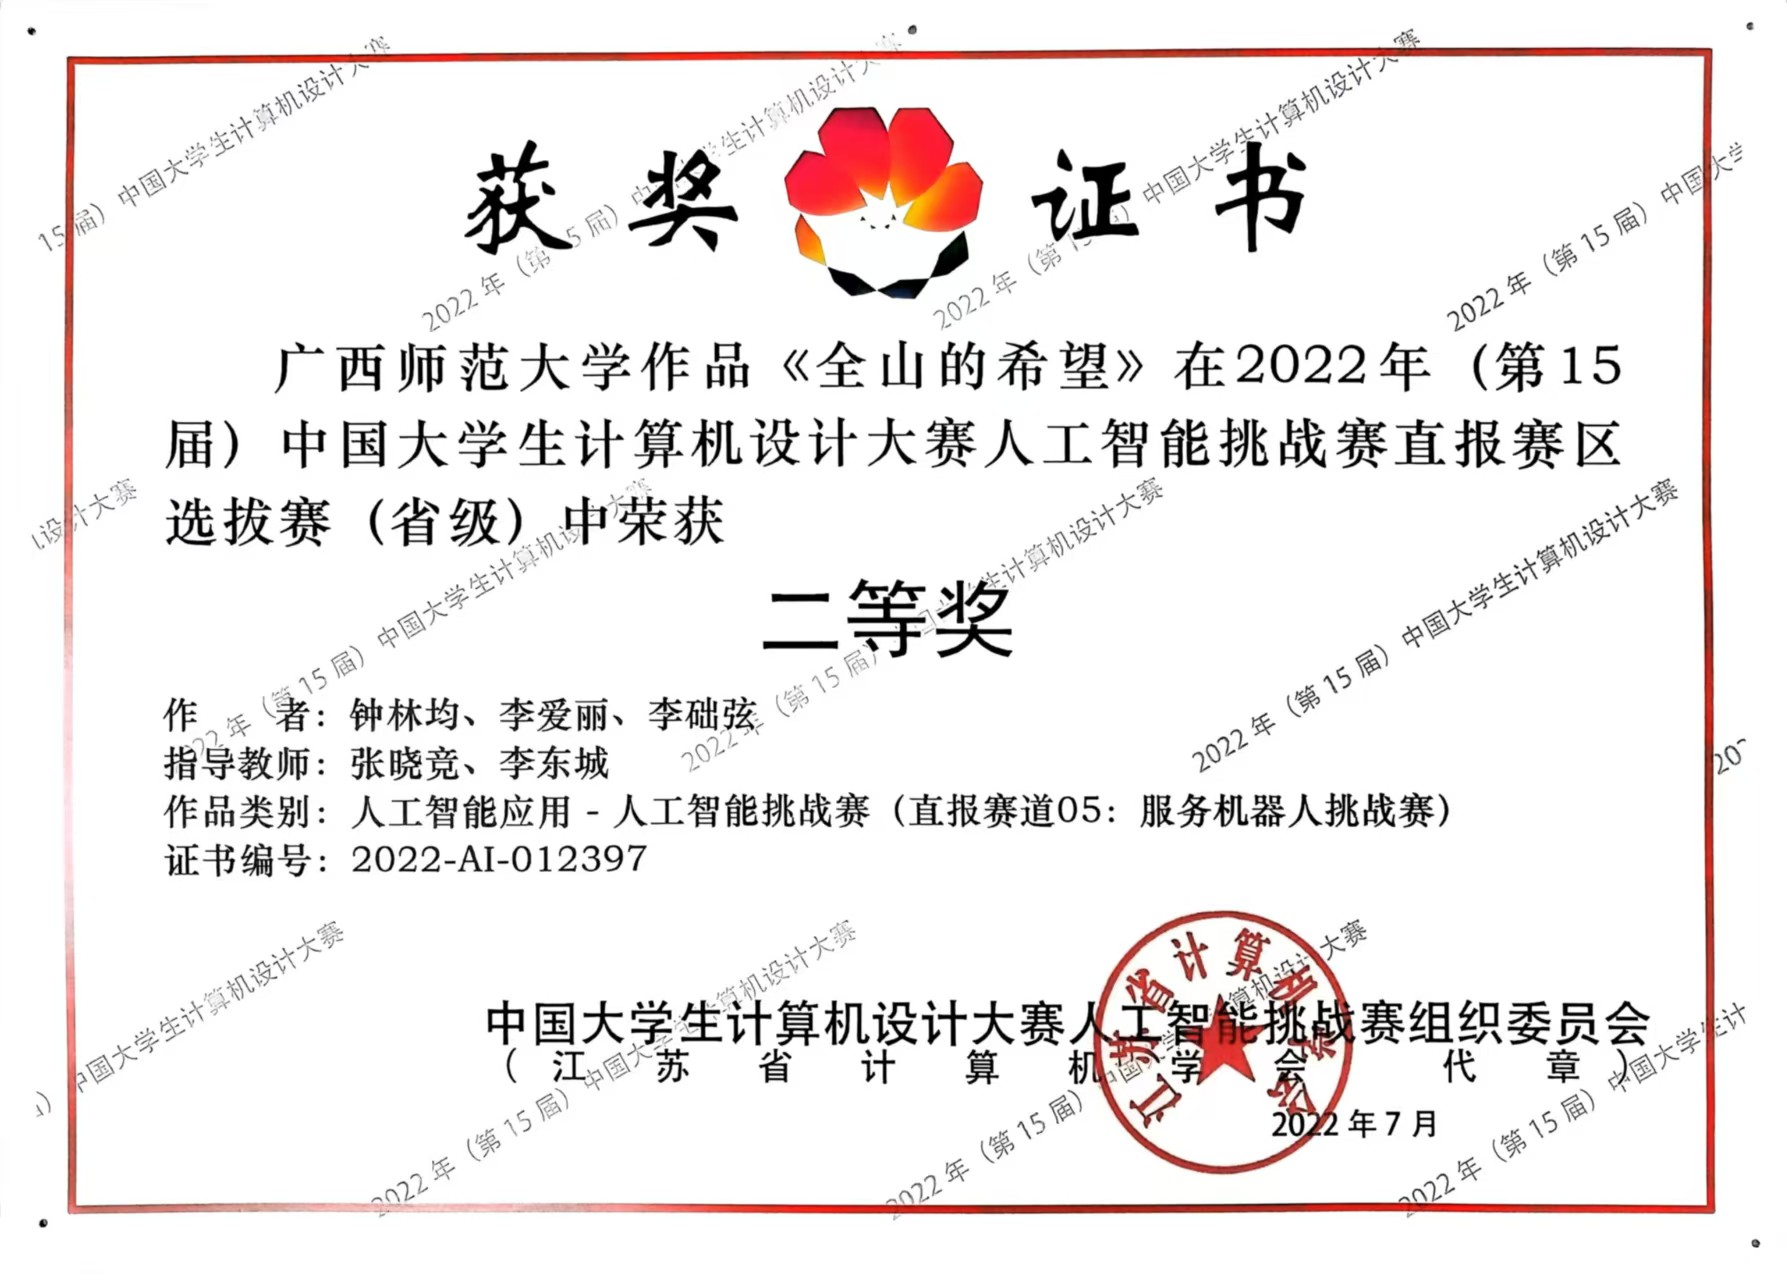 获奖证书
广西师范大学作品《全山的希望》在2022年（第15
届）中国大学生计算机设计大赛人工智能挑战赛直报赛区
选拔赛（省级）中荣获
二等奖
作者：钟林均、李爱丽、李础弦
指导教师：张晓竞、李东城
作品类别：人工智能应用 - 人工智能挑战赛（直报赛道05：服务机器人挑战赛）
证书编号：2022-AI-012397
中国大学生计算机设计大赛人工智能挑战赛组织委员会
（江苏省计算机学会代章）
2022年7月
江苏省计算机学会
2022年（第15届）中国大学生计算机设计大赛